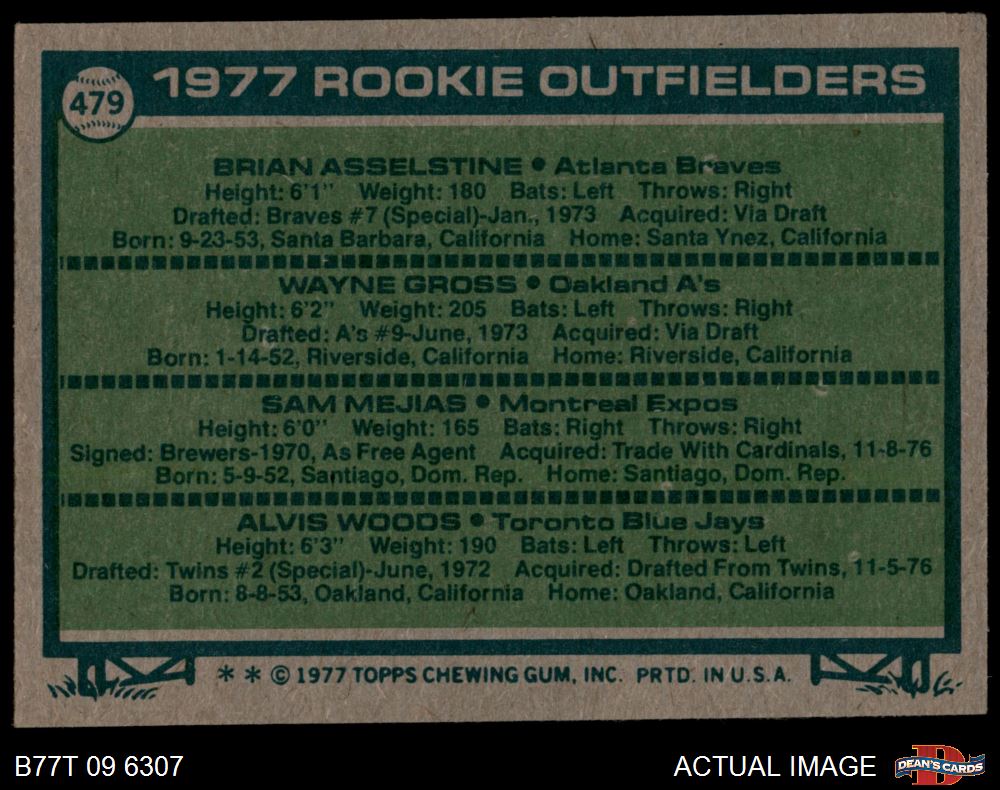 479
1977 ROOKIE OUTFIELDERS
BRIAN ASSELSTINE • Atlanta Braves
Height: 6'1" Weight: 180 Bats: Left Throws: Right
Drafted: Braves #7 (Special)-Jan., 1973 Acquired: Via Draft
Born: 9-23-53, Santa Barbara, California Home: Santa Ynez, California
WAYNE GROSS • Oakland A's
Height: 6'2" Weight: 205 Bats: Left Throws: Right
Drafted: A's #9-June, 1973 Acquired: Via Draft
Born: 1-14-52, Riverside, California Home: Riverside, California
SAM MEJIAS • Montreal Expos
Height: 6'0" Weight: 165 Bats: Right Throws: Right
Signed: Brewers-1970, As Free Agent Acquired: Trade With Cardinals, 11-8-76
Born: 5-9-52, Santiago, Dom. Rep. Home: Santiago, Dom. Rep.
ALVIS WOODS • Toronto Blue Jays
Height: 6'3" Weight: 190 Bats: Left Throws: Left
Drafted: Twins #2 (Special)-June, 1972 Acquired: Drafted From Twins, 11-5-76
Born: 8-8-53, Oakland, California Home: Oakland, California
* * © 1977 TOPPS CHEWING GUM, INC. PRTD. IN U.S.A.
B77T 09 6307
ACTUAL IMAGE
DEAN'S CARDS